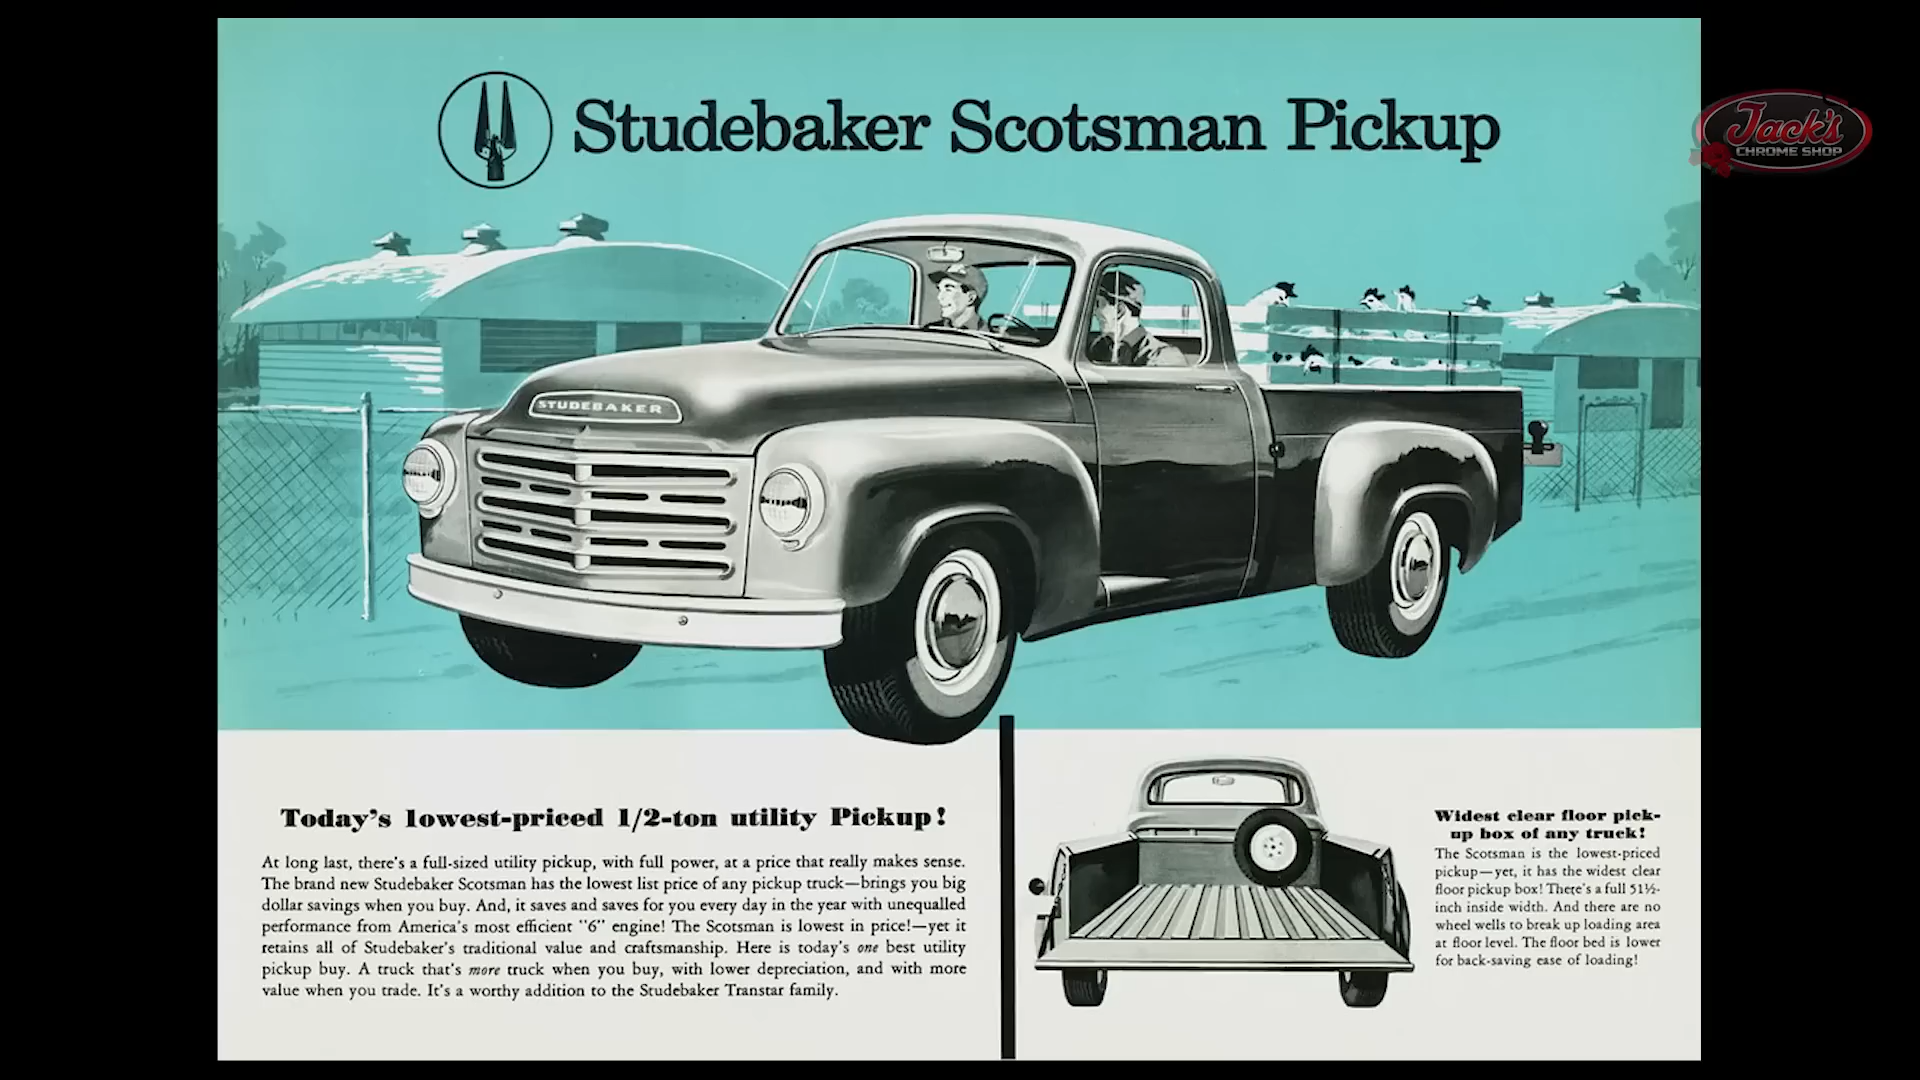 Studebaker Scotsman Pickup
Jack's
CHROME SHOP
STUDEBAKER
Today's lowest-priced 1/2-ton utility Pickup!
At long last, there's a full-sized utility pickup, with full power, at a price that really makes sense.
The brand new Studebaker Scotsman has the lowest list price of any pickup truck—brings you big
dollar savings when you buy. And, it saves and saves for you every day in the year with unequalled
performance from America's most efficient "6" engine! The Scotsman is lowest in price!—yet it
retains all of Studebaker's traditional value and craftsmanship. Here is today's one best utility
pickup buy. A truck that's more truck when you buy, with lower depreciation, and with more
value when you trade. It's a worthy addition to the Studebaker Transtar family.
Widest clear floor pick-
up box of any truck!
The Scotsman is the lowest-priced
pickup—yet, it has the widest clear
floor pickup box! There's a full 51½-
inch inside width. And there are no
wheel wells to break up loading area
at floor level. The floor bed is lower
for back-saving ease of loading!